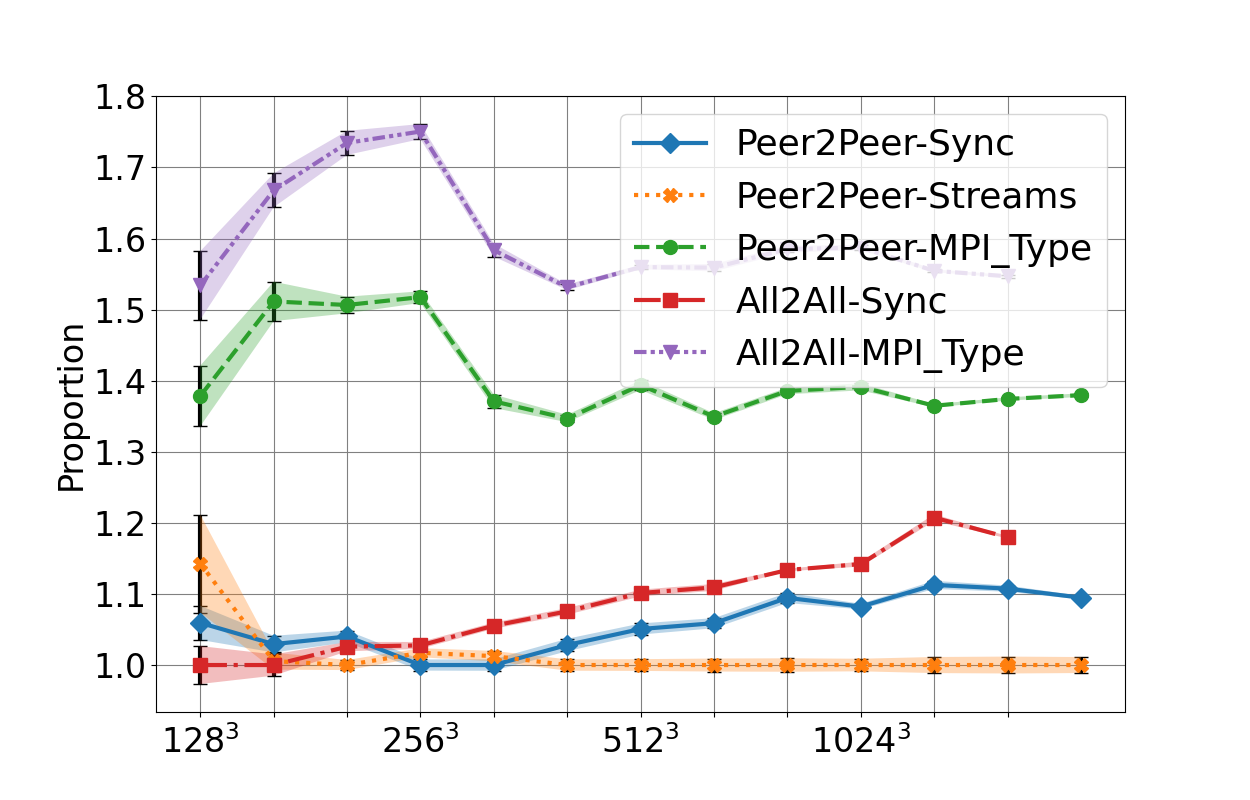 1.8
1.7
1.6
1.5
1.4
1.3
1.2
1.1
1.0
Proportion
Peer2Peer-Sync
Peer2Peer-Streams
Peer2Peer-MPI_Type
All2All-Sync
All2All-MPI_Type
128³ 256³ 512³ 1024³